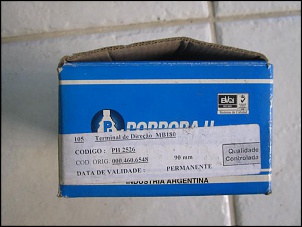 105 Terminal de Direção MB180
CODIGO : PH 2526
COD. ORIG. 000.460.6548 90 mm
DATA DE VALIDADE : PERMANENTE
Qualidade
Controlada
INDUSTRIA ARGENTINA